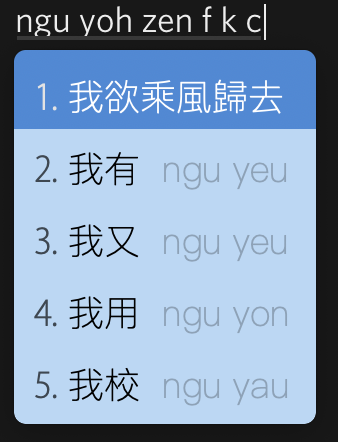 ngu yoh zen f k c
1. 我欲乘風歸去
2. 我有 ngu yeu
3. 我又 ngu yeu
4. 我用 ngu yon
5. 我校 ngu yau